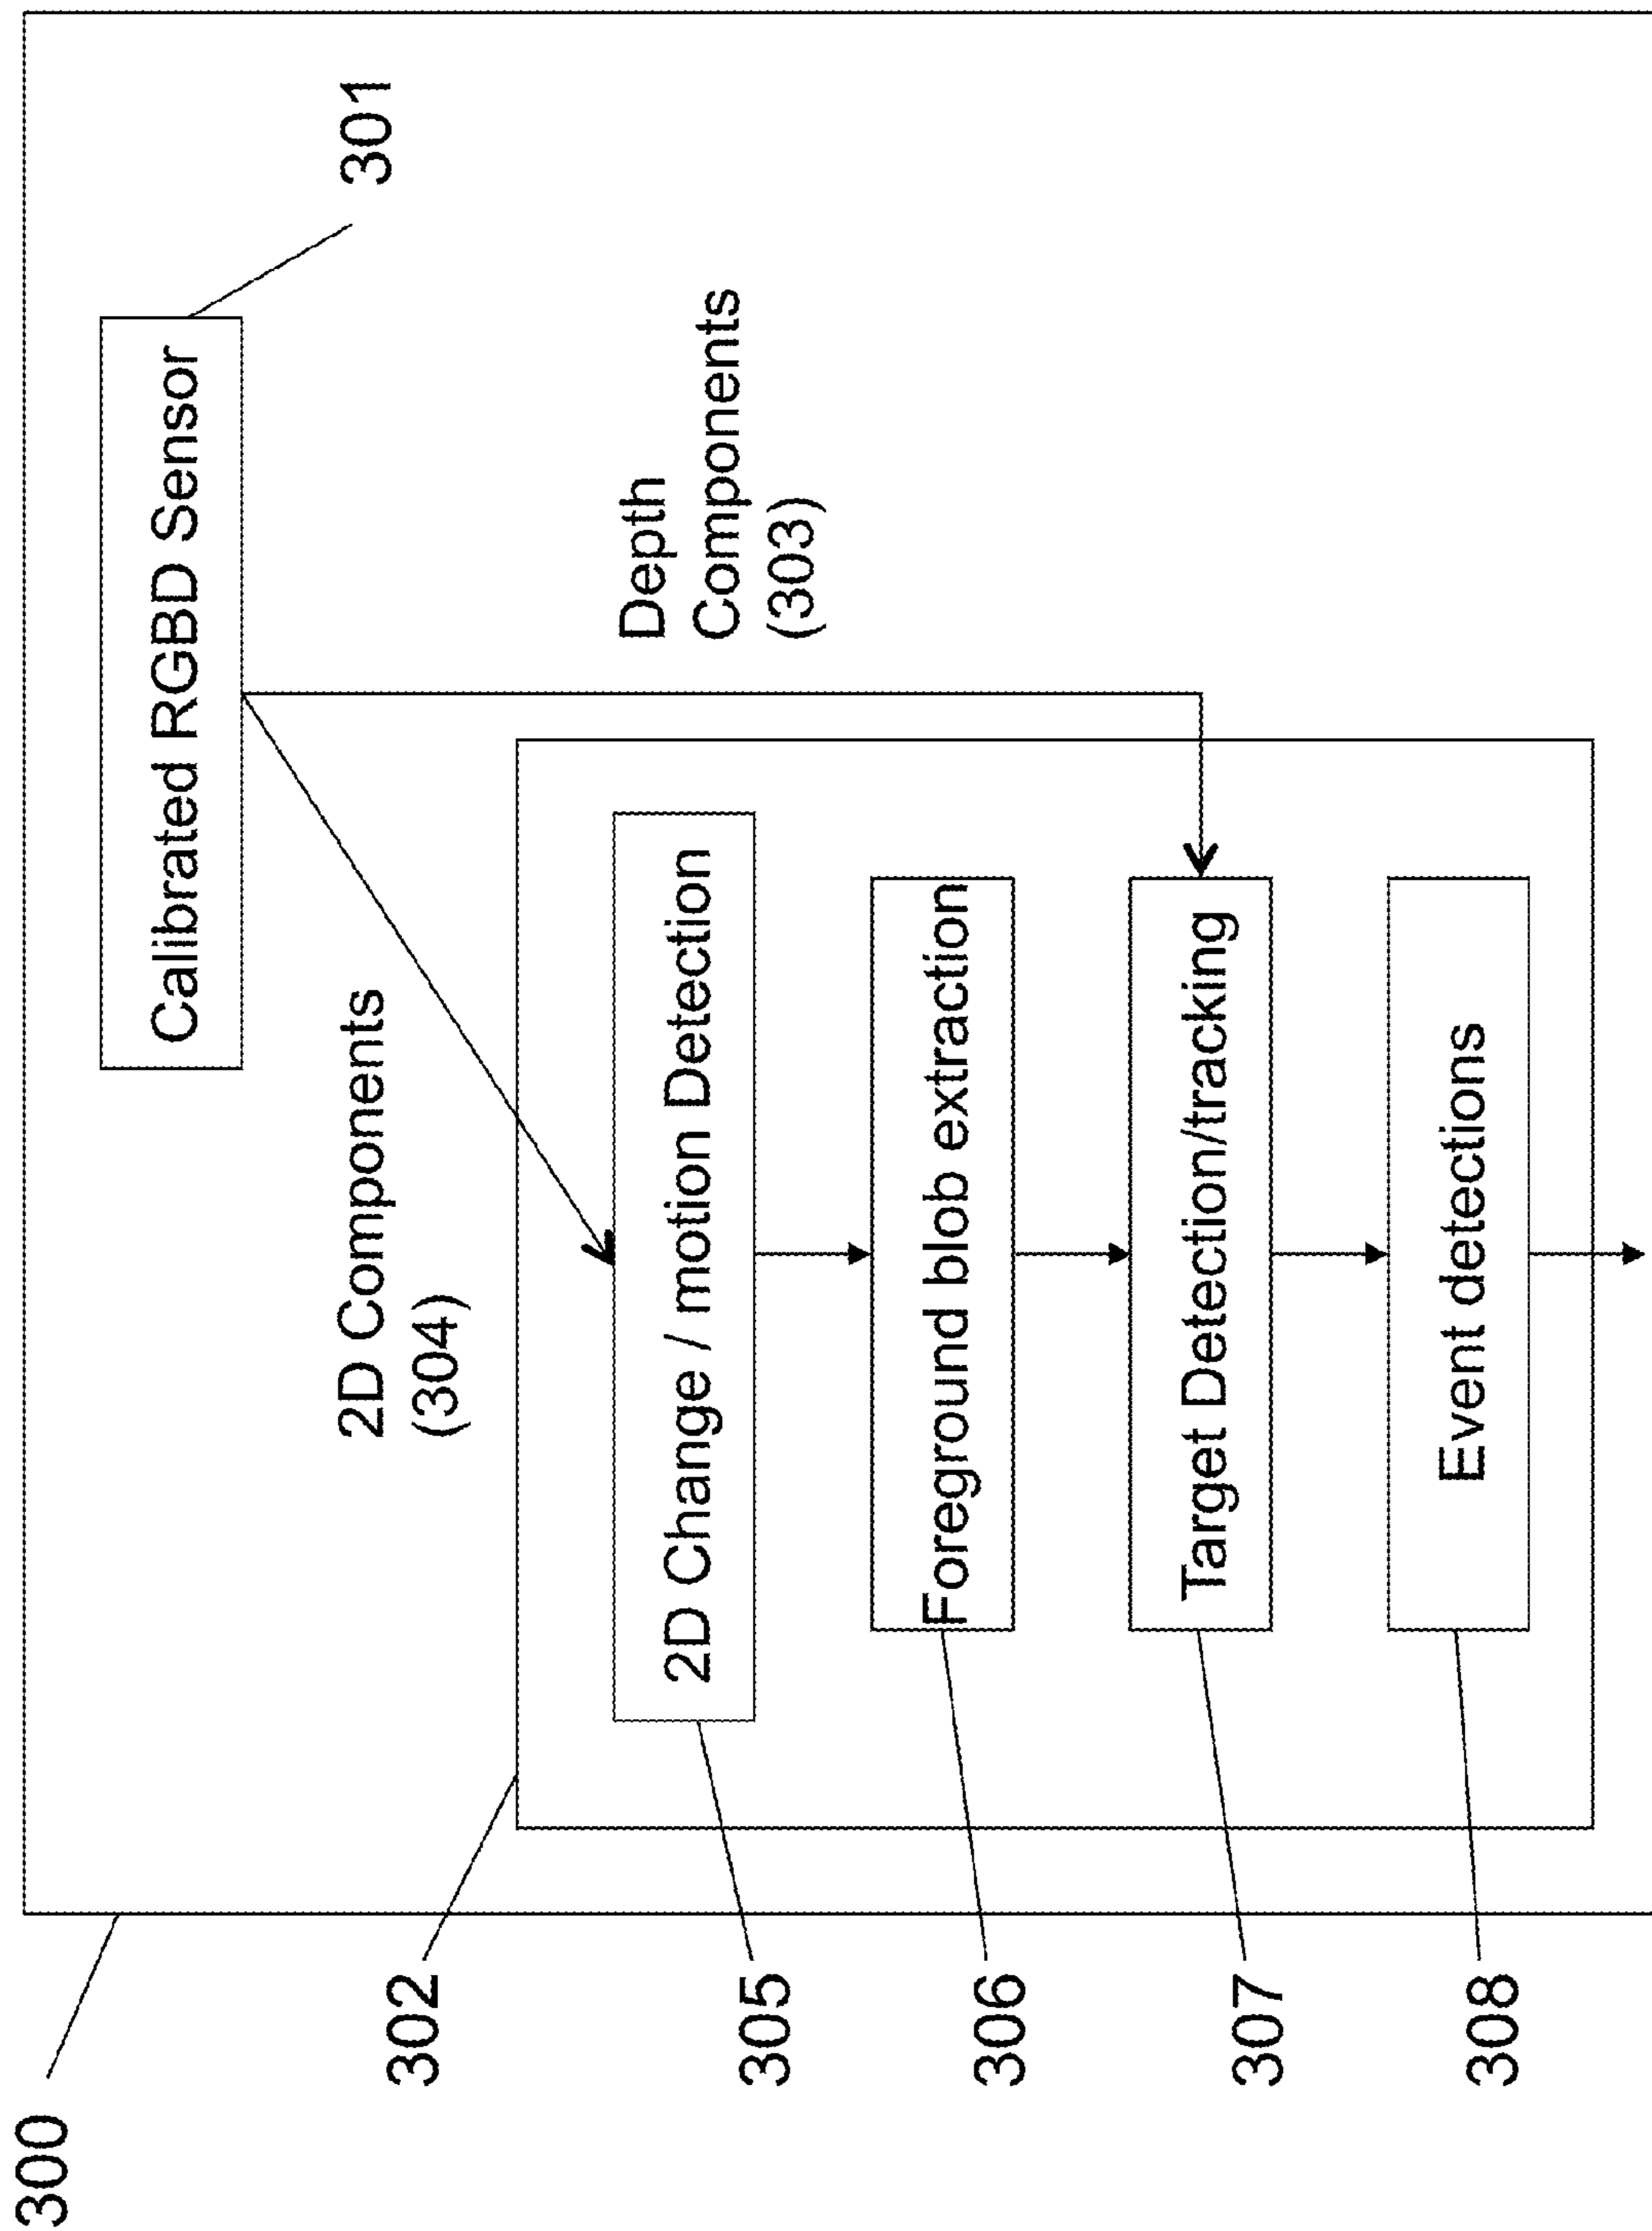 300
Calibrated RGBD Sensor
301
2D Components
(304)
Depth
Components
(303)
302
2D Change / motion Detection
305
Foreground blob extraction
306
Target Detection/tracking
307
Event detections
308